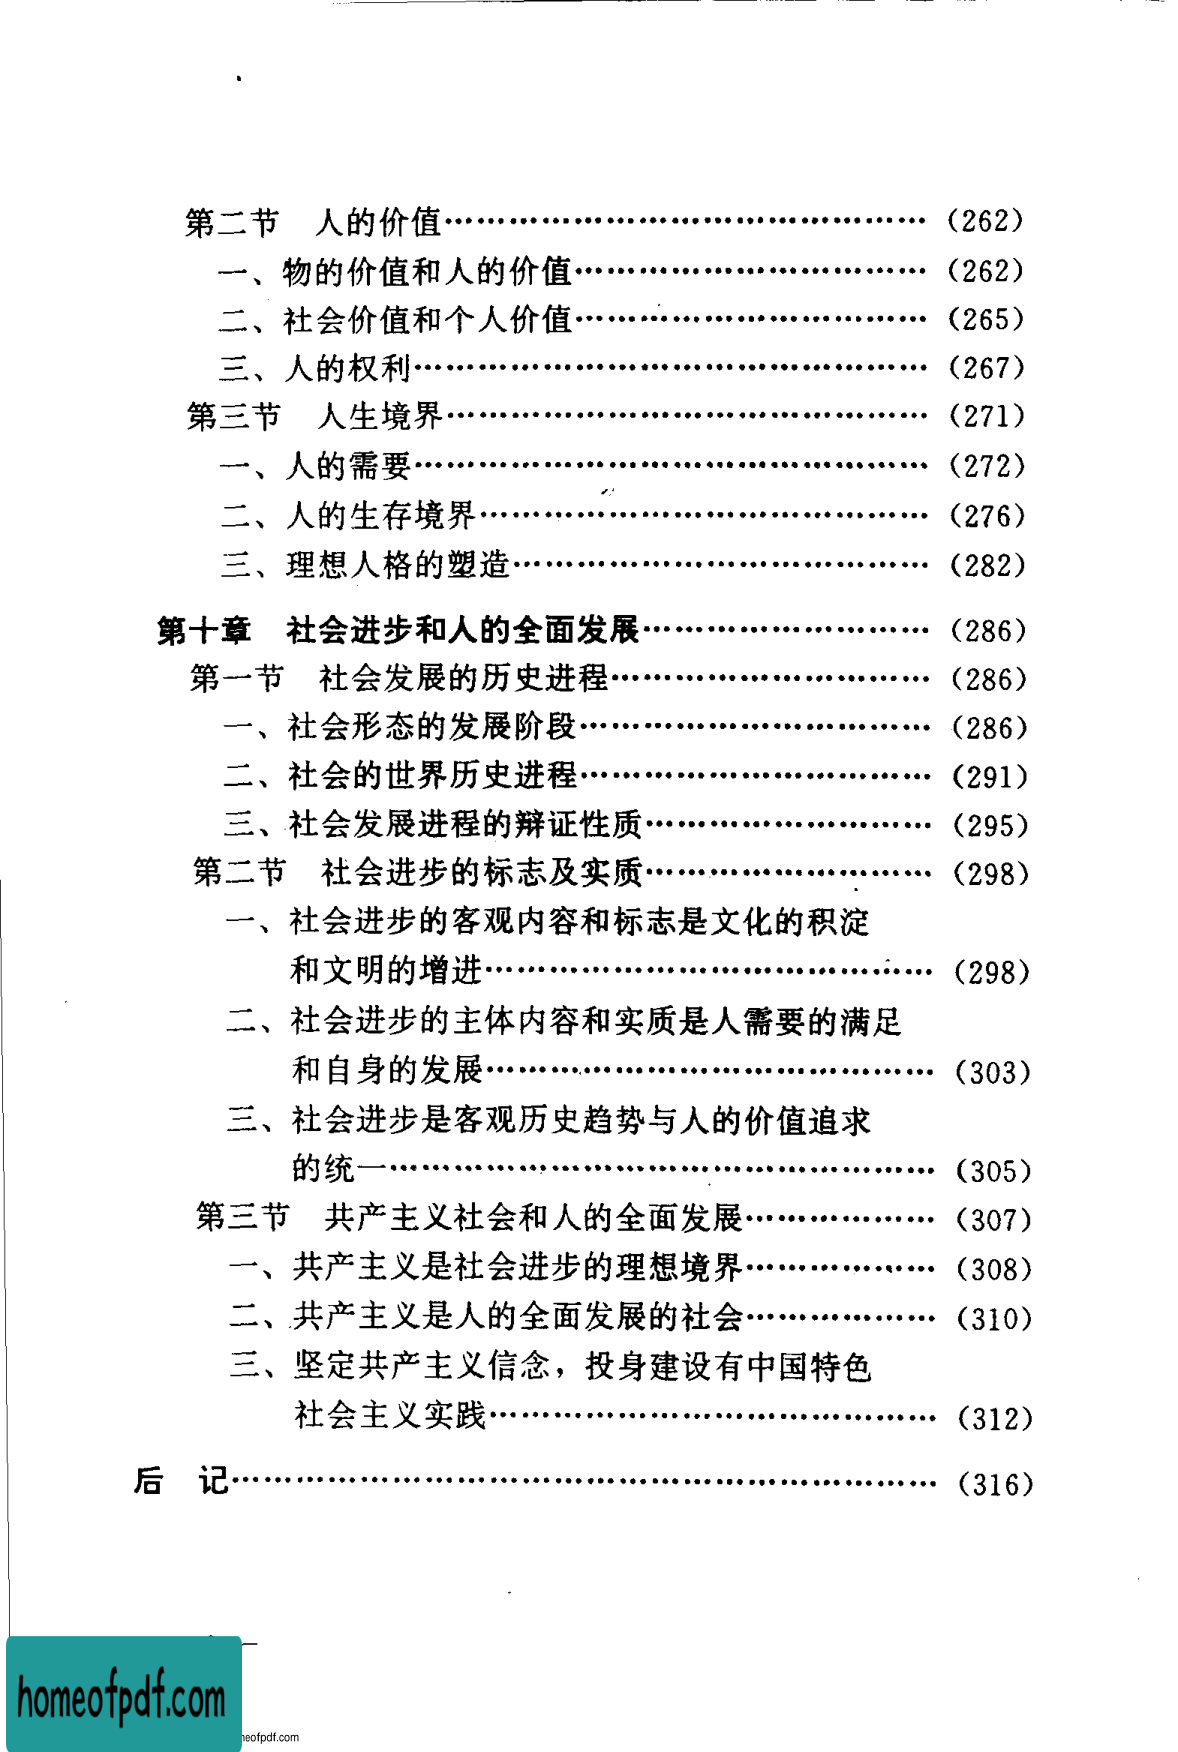 第二节　人的价值……………………………………… (262)
一、物的价值和人的价值…………………………… (262)
二、社会价值和个人价值…………………………… (265)
三、人的权利………………………………………… (267)
第三节　人生境界……………………………………… (271)
一、人的需要………………………………………… (272)
二、人的生存境界…………………………………… (276)
三、理想人格的塑造………………………………… (282)
第十章　社会进步和人的全面发展……………………… (286)
第一节　社会发展的历史进程………………………… (286)
一、社会形态的发展阶段…………………………… (286)
二、社会的世界历史进程…………………………… (291)
三、社会发展进程的辩证性质……………………… (295)
第二节　社会进步的标志及实质……………………… (298)
一、社会进步的客观内容和标志是文化的积淀
和文明的增进…………………………………… (298)
二、社会进步的主体内容和实质是人需要的满足
和自身的发展…………………………………… (303)
三、社会进步是客观历史趋势与人的价值追求
的统一…………………………………………… (305)
第三节　共产主义社会和人的全面发展……………… (307)
一、共产主义是社会进步的理想境界……………… (308)
二、共产主义是人的全面发展的社会……………… (310)
三、坚定共产主义信念，投身建设有中国特色
社会主义实践…………………………………… (312)
后　记………………………………………………………… (316)
homeofpdf.com
neofpdf.com